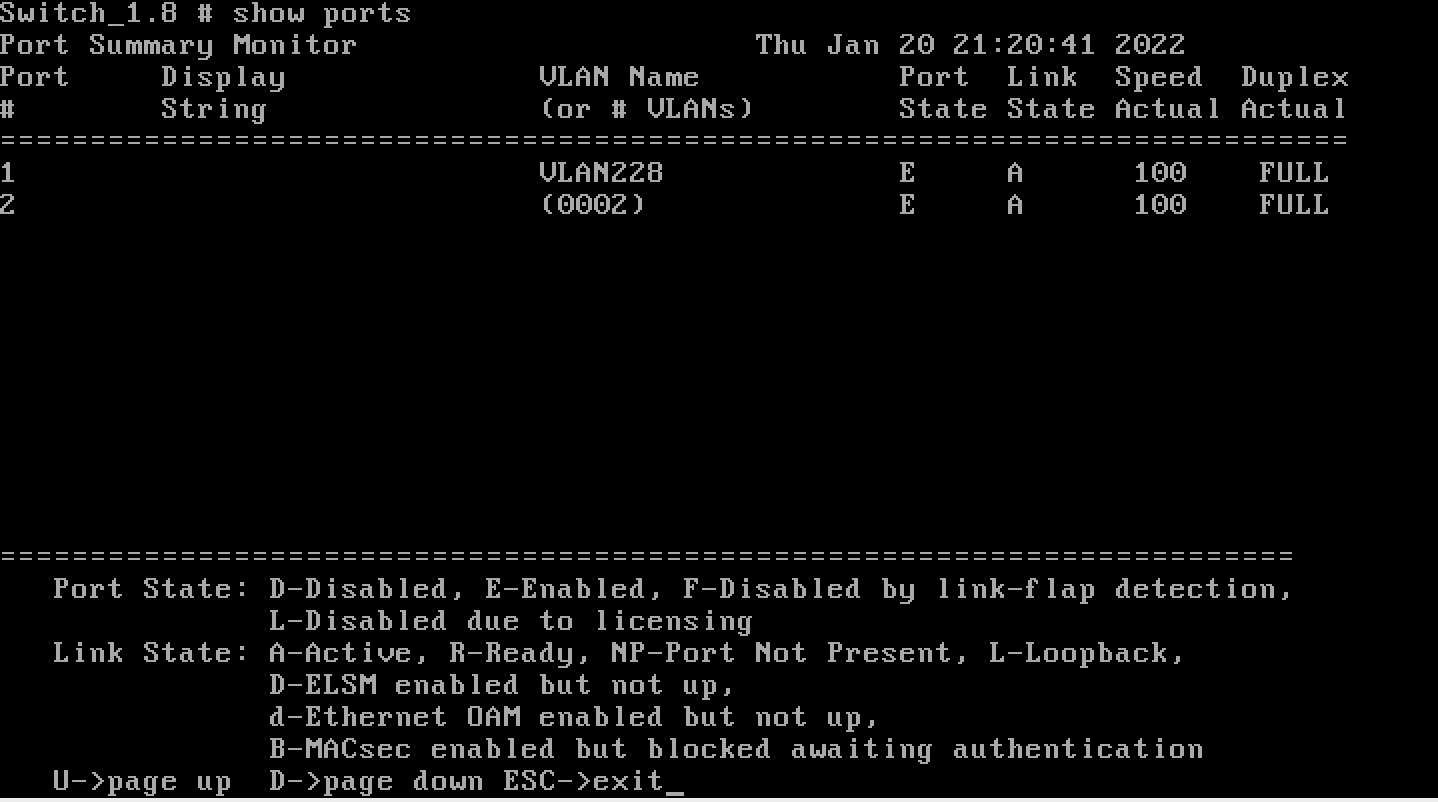 Switch_1.8 # show ports
Port Summary Monitor                          Thu Jan 20 21:20:41 2022
Port     Display              VLAN Name           Port  Link  Speed  Duplex
#        String               (or # VLANs)        State State Actual Actual
===========================================================================
1                             VLAN228             E     A      100    FULL
2                             (0002)              E     A      100    FULL
========================================================================
   Port State: D-Disabled, E-Enabled, F-Disabled by link-flap detection,
               L-Disabled due to licensing
   Link State: A-Active, R-Ready, NP-Port Not Present, L-Loopback,
               D-ELSM enabled but not up,
               d-Ethernet OAM enabled but not up,
               B-MACsec enabled but blocked awaiting authentication
   U->page up  D->page down ESC->exit_